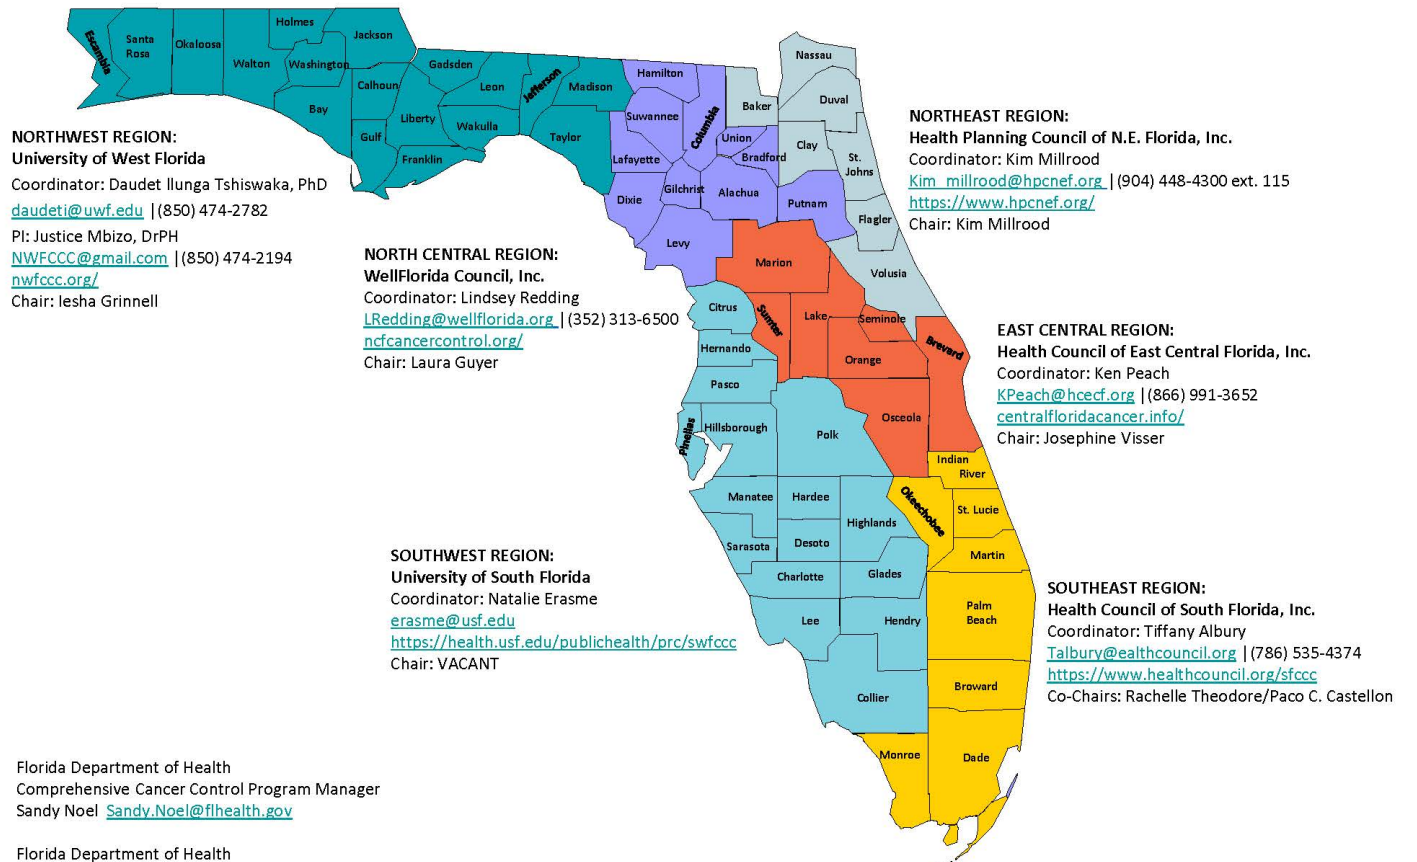 Escambia
Santa
Rosa
Okaloosa
Walton
Holmes
Washington
Jackson
Bay
Calhoun
Gulf
Liberty
Franklin
Gadsden
Leon
Wakulla
Jefferson
Madison
Taylor
Hamilton
Suwannee
Lafayette
Columbia
Dixie
Gilchrist
Levy
Union
Bradford
Alachua
Putnam
Baker
Nassau
Duval
Clay
St.
Johns
Flagler
Volusia
Marion
Citrus
Sumter
Lake
Seminole
Orange
Brevard
Osceola
Hernando
Pasco
Pinellas
Hillsborough
Polk
Manatee
Hardee
Highlands
Sarasota
Desoto
Charlotte
Glades
Lee
Hendry
Collier
Indian
River
Okeechobee
St. Lucie
Martin
Palm
Beach
Broward
Monroe
Dade
NORTHWEST REGION:
University of West Florida
Coordinator: Daudet Ilunga Tshiswaka, PhD
daudeti@uwf.edu |(850) 474-2782
PI: Justice Mbizo, DrPH
NWFCCC@gmail.com |(850) 474-2194
nwfccc.org/
Chair: Iesha Grinnell
NORTH CENTRAL REGION:
WellFlorida Council, Inc.
Coordinator: Lindsey Redding
LRedding@wellflorida.org |(352) 313-6500
ncfcancercontrol.org/
Chair: Laura Guyer
NORTHEAST REGION:
Health Planning Council of N.E. Florida, Inc.
Coordinator: Kim Millrood
Kim_millrood@hpcnef.org |(904) 448-4300 ext. 115
https://www.hpcnef.org/
Chair: Kim Millrood
EAST CENTRAL REGION:
Health Council of East Central Florida, Inc.
Coordinator: Ken Peach
KPeach@hcecf.org |(866) 991-3652
centralfloridacancer.info/
Chair: Josephine Visser
SOUTHWEST REGION:
University of South Florida
Coordinator: Natalie Erasme
erasme@usf.edu
https://health.usf.edu/publichealth/prc/swfccc
Chair: VACANT
SOUTHEAST REGION:
Health Council of South Florida, Inc.
Coordinator: Tiffany Albury
Talbury@ealthcouncil.org |(786) 535-4374
https://www.healthcouncil.org/sfccc
Co-Chairs: Rachelle Theodore/Paco C. Castellon
Florida Department of Health
Comprehensive Cancer Control Program Manager
Sandy Noel Sandy.Noel@flhealth.gov
Florida Department of Health